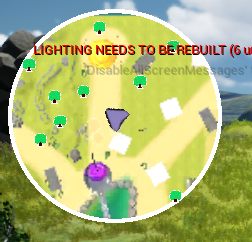 LIGHTING NEEDS TO BE REBUILT (6 u
'DisableAllScreenMessages'